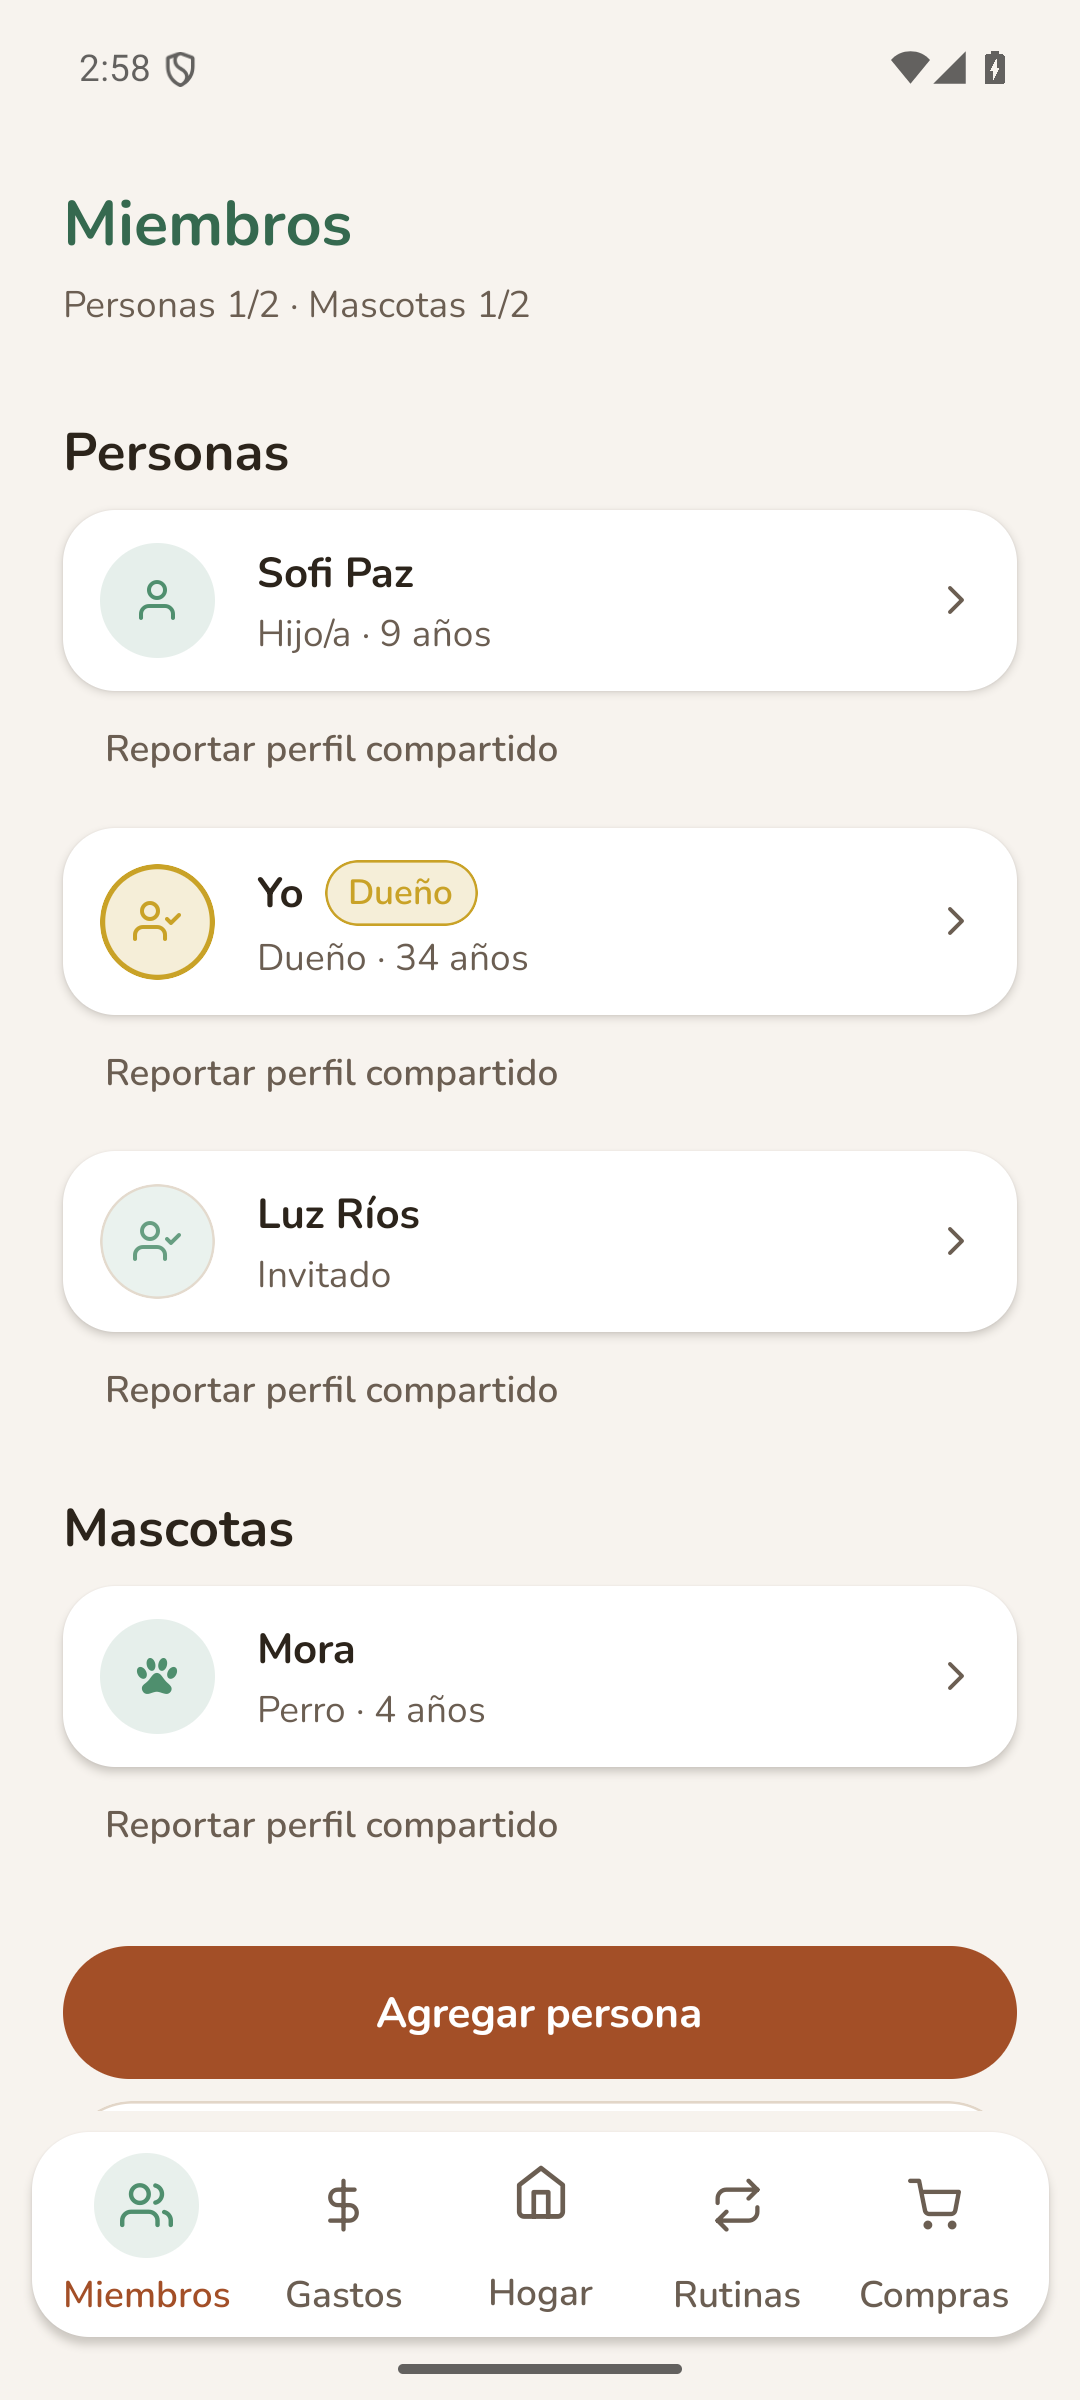 2:58
Miembros
Personas 1/2 · Mascotas 1/2
Personas
Sofi Paz
Hijo/a · 9 años
Reportar perfil compartido
Yo Dueño
Dueño · 34 años
Reportar perfil compartido
Luz Ríos
Invitado
Reportar perfil compartido
Mascotas
Mora
Perro · 4 años
Reportar perfil compartido
Agregar persona
Miembros Gastos Hogar Rutinas Compras